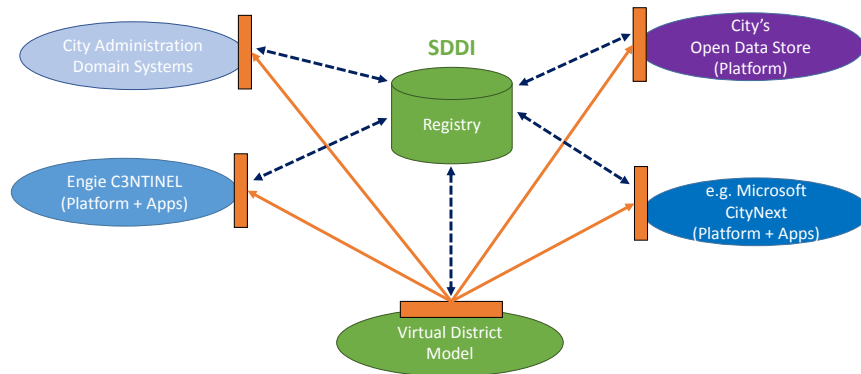 City Administration
Domain Systems
SDDI
City's
Open Data Store
(Platform)
Registry
Engie C3NTINEL
(Platform + Apps)
e.g. Microsoft
CityNext
(Platform + Apps)
Virtual District
Model